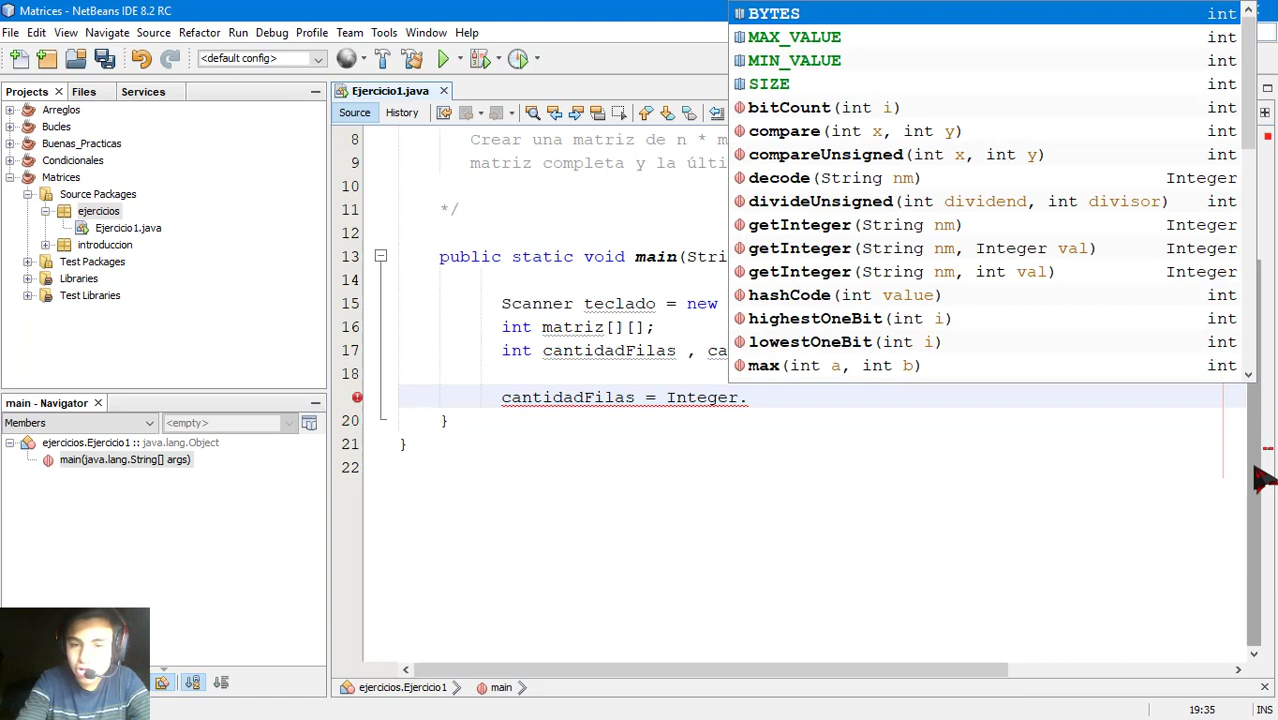 Matrices - NetBeans IDE 8.2 RC
File Edit View Navigate Source Refactor Run Debug Profile Team Tools Window Help
<default config>
Projects Files Services
Arreglos
Bucles
Buenas_Practicas
Condicionales
Matrices
Source Packages
ejercicios
Ejercicio1.java
introduccion
Test Packages
Libraries
Test Libraries
main - Navigator
Members <empty>
ejercicios.Ejercicio1 :: java.lang.Object
main(java.lang.String[] args)
Ejercicio1.java
Source History
8 Crear una matriz de n * m
9 matriz completa y la últi
10
11 */
12
13 public static void main(Stri
14
15 Scanner teclado = new
16 int matriz[][];
17 int cantidadFilas , ca
18
cantidadFilas = Integer.
20 }
21 }
22
BYTES int
MAX_VALUE int
MIN_VALUE int
SIZE int
bitCount(int i) int
compare(int x, int y) int
compareUnsigned(int x, int y) int
decode(String nm) Integer
divideUnsigned(int dividend, int divisor) int
getInteger(String nm) Integer
getInteger(String nm, Integer val) Integer
getInteger(String nm, int val) Integer
hashCode(int value) int
highestOneBit(int i) int
lowestOneBit(int i) int
max(int a, int b) int
ejercicios.Ejercicio1 main
19:35 INS